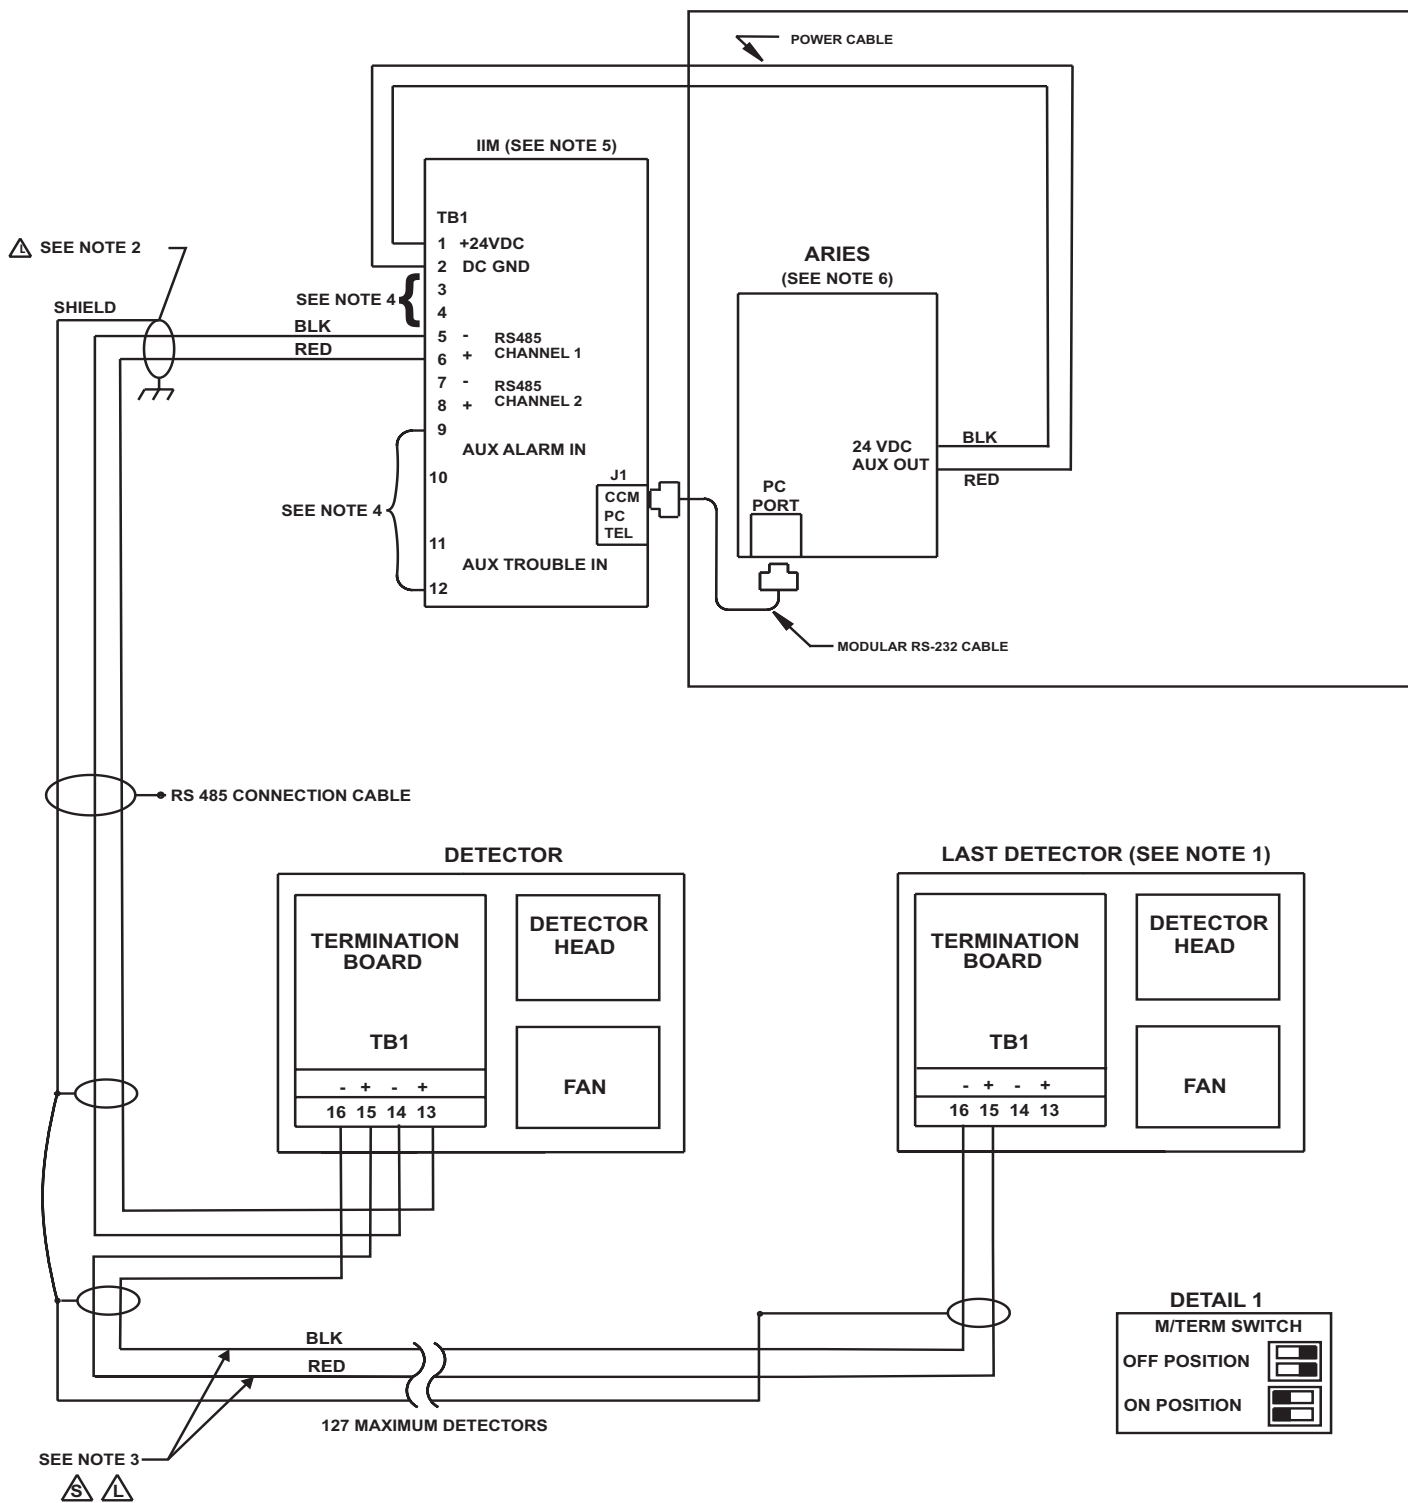 POWER CABLE
IIM (SEE NOTE 5)
TB1
1 +24VDC
2 DC GND
3
4
SEE NOTE 4
5 - RS485
6 + CHANNEL 1
7 - RS485
8 + CHANNEL 2
9
AUX ALARM IN
10
SEE NOTE 4
11
AUX TROUBLE IN
12
J1
CCM
PC
TEL
L SEE NOTE 2
SHIELD
BLK
RED
ARIES
(SEE NOTE 6)
24 VDC
AUX OUT
BLK
RED
PC
PORT
MODULAR RS-232 CABLE
RS 485 CONNECTION CABLE
DETECTOR
TERMINATION
BOARD
TB1
- + - +
16 15 14 13
DETECTOR
HEAD
FAN
LAST DETECTOR (SEE NOTE 1)
TERMINATION
BOARD
TB1
- + - +
16 15 14 13
DETECTOR
HEAD
FAN
BLK
RED
127 MAXIMUM DETECTORS
SEE NOTE 3
S L
DETAIL 1
M/TERM SWITCH
OFF POSITION
ON POSITION